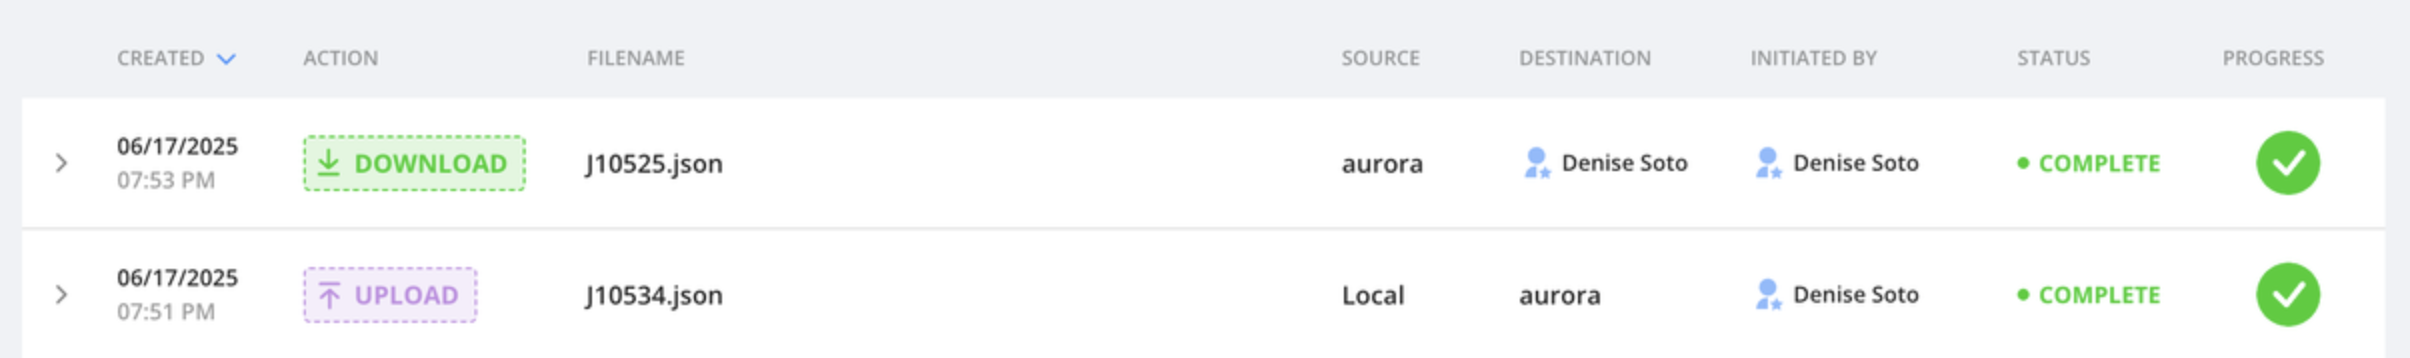 CREATED ACTION FILENAME SOURCE DESTINATION INITIATED BY STATUS PROGRESS
06/17/2025
07:53 PM
DOWNLOAD J10525.json aurora Denise Soto Denise Soto COMPLETE
06/17/2025
07:51 PM
UPLOAD J10534.json Local aurora Denise Soto COMPLETE